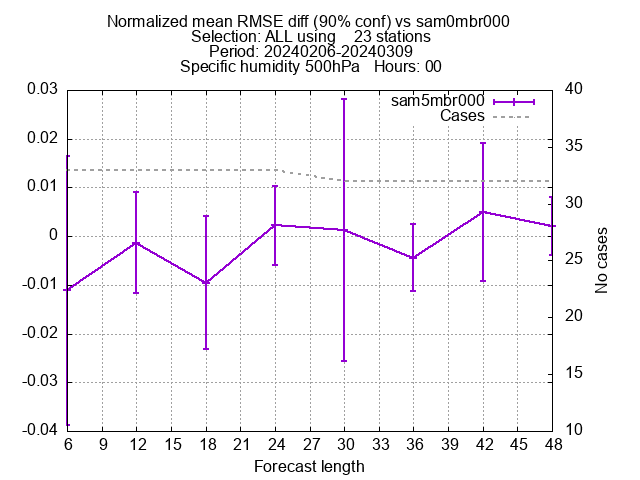 Normalized mean RMSE diff (90% conf) vs sam0mbr000
Selection: ALL using    23 stations
Period: 20240206-20240309
Specific humidity 500hPa   Hours: 00
sam5mbr000
Cases
0.03
0.02
0.01
0
-0.01
-0.02
-0.03
-0.04
40
35
30
25
20
15
10
No cases
6 9 12 15 18 21 24 27 30 33 36 39 42 45 48
Forecast length